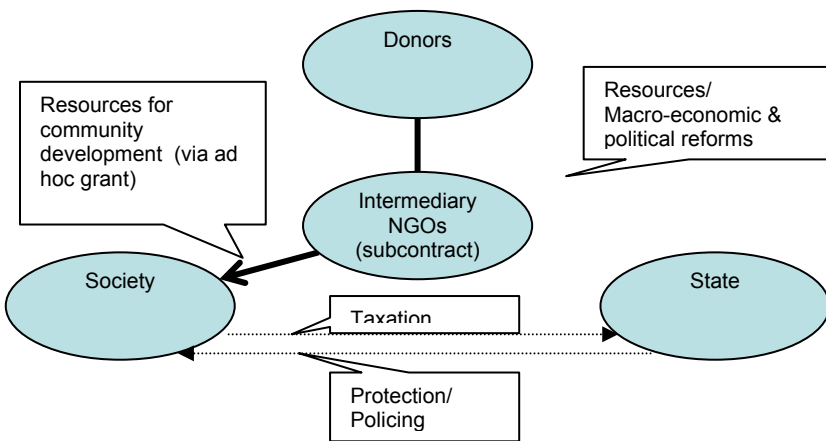 Donors
Resources for
community
development (via ad
hoc grant)
Resources/
Macro-economic &
political reforms
Intermediary
NGOs
(subcontract)
Society
State
Taxation
Protection/
Policing